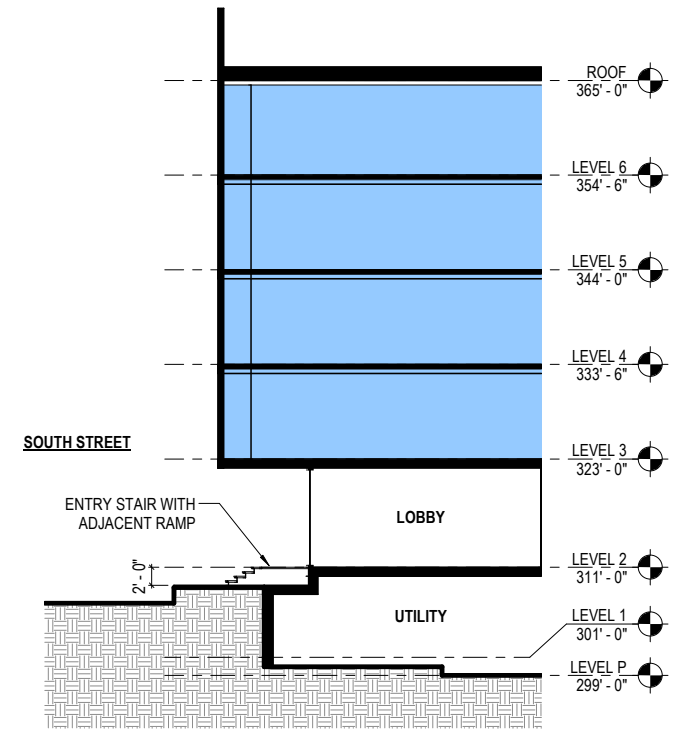 ROOF
365' - 0"
LEVEL 6
354' - 6"
LEVEL 5
344' - 0"
LEVEL 4
333' - 6"
SOUTH STREET
LEVEL 3
323' - 0"
ENTRY STAIR WITH
ADJACENT RAMP
LOBBY
2' - 0"
LEVEL 2
311' - 0"
UTILITY
LEVEL 1
301' - 0"
LEVEL P
299' - 0"